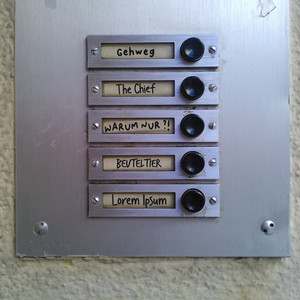 Gehweg
The Chief
WARUM NUR?!
BEUTELTIER
Lorem Ipsum